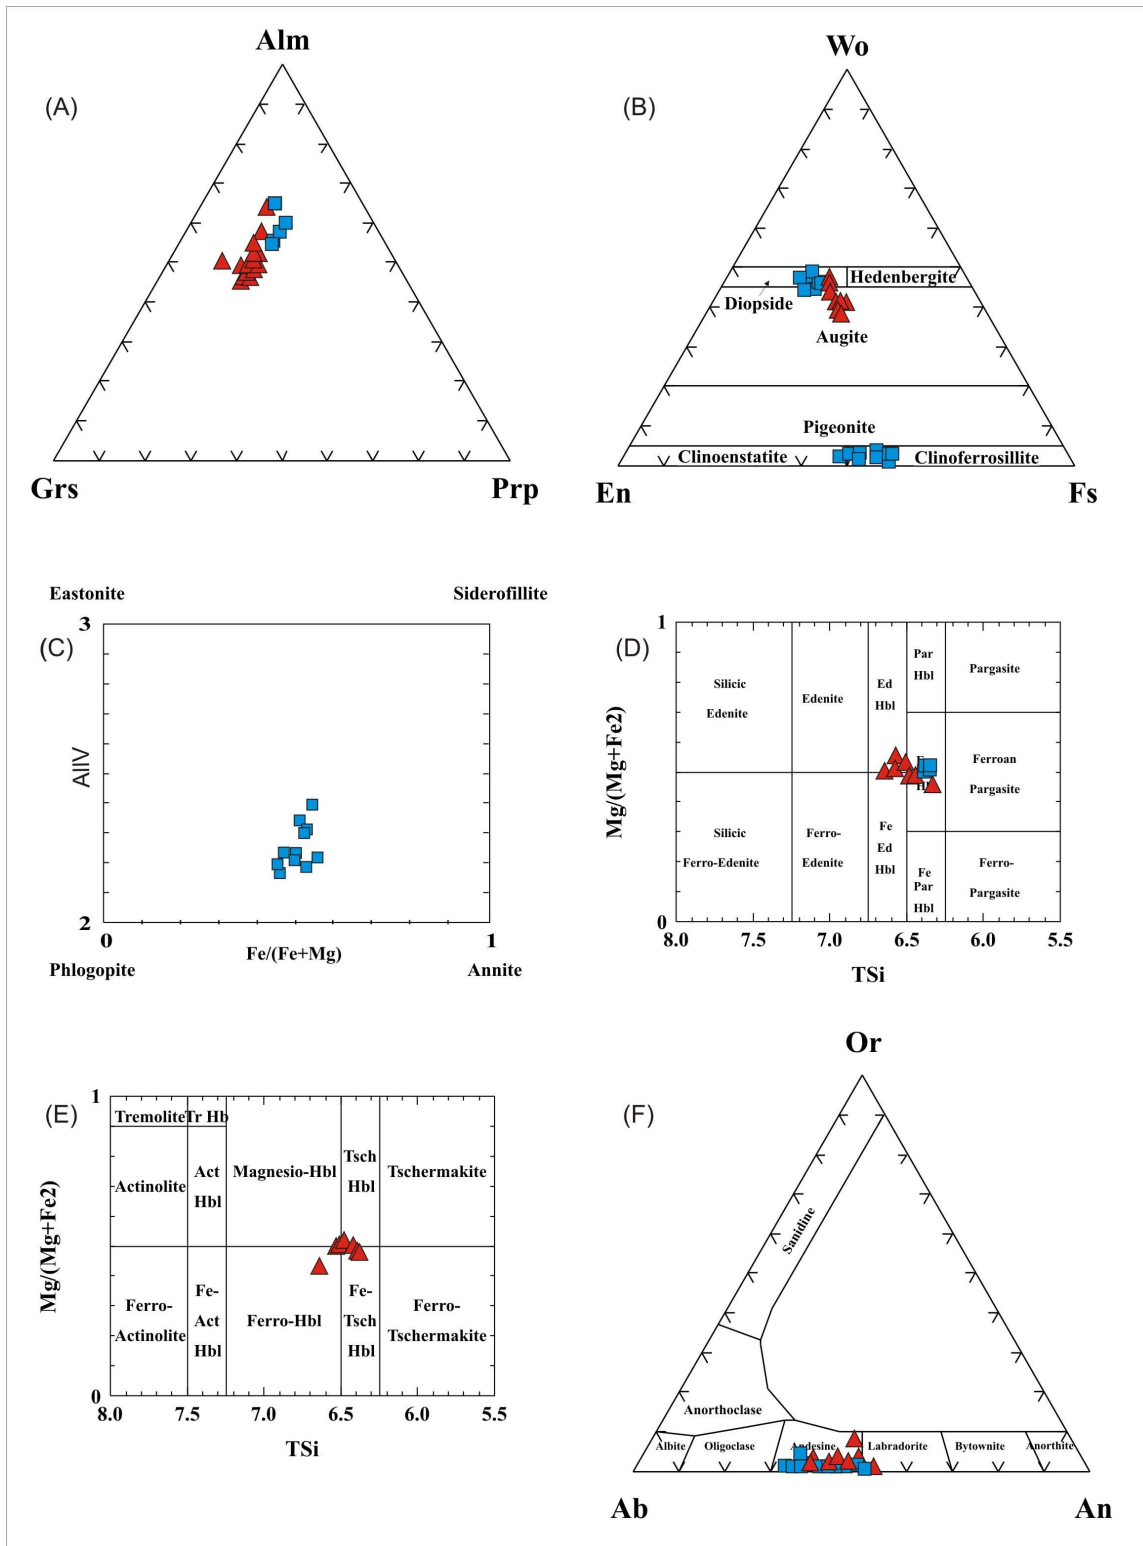 Alm
(A)
Grs
Prp
Wo
(B)
Hedenbergite
Diopside
Augite
Pigeonite
Clinoenstatite
Clinoferrosillite
En
Fs
Eastonite
Siderofillite
3
(C)
AlIV
2
0
1
Fe/(Fe+Mg)
Phlogopite
Annite
1
(D)
Mg/(Mg+Fe2)
Silicic
Edenite
Edenite
Ed
Hbl
Par
Hbl
Pargasite
Ferroan
Pargasite
Silicic
Ferro-Edenite
Ferro-
Edenite
Fe
Ed
Hbl
Fe
Par
Hbl
Ferro-
Pargasite
0
8.0
7.5
7.0
6.5
6.0
5.5
TSi
1
(E)
Mg/(Mg+Fe2)
Tremolite
Tr Hb
Actinolite
Act
Hbl
Magnesio-Hbl
Tsch
Hbl
Tschermakite
Ferro-
Actinolite
Fe-
Act
Hbl
Ferro-Hbl
Fe-
Tsch
Hbl
Ferro-
Tschermakite
0
8.0
7.5
7.0
6.5
6.0
5.5
TSi
Or
(F)
Sanidine
Anorthoclase
Albite
Oligoclase
Andesine
Labradorite
Bytownite
Anorthite
Ab
An